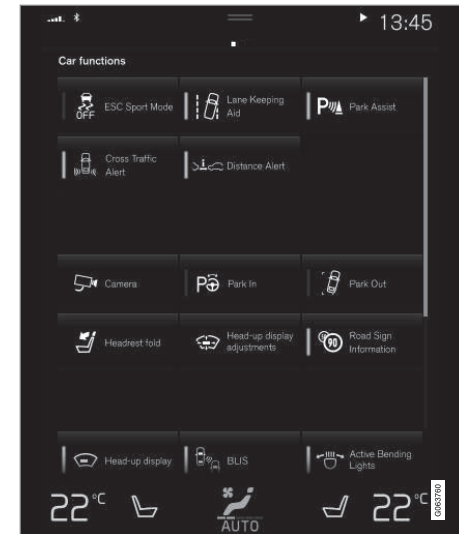 13:45
Car functions
OFF
ESC Sport Mode
Lane Keeping
Aid
P
Park Assist
Cross Traffic
Alert
Distance Alert
Camera
P
Park In
Park Out
Headrest fold
Head-up display
adjustments
90
Road Sign
Information
Head-up display
BLIS
Active Bending
Lights
22°C
AUTO
22°C
G063760